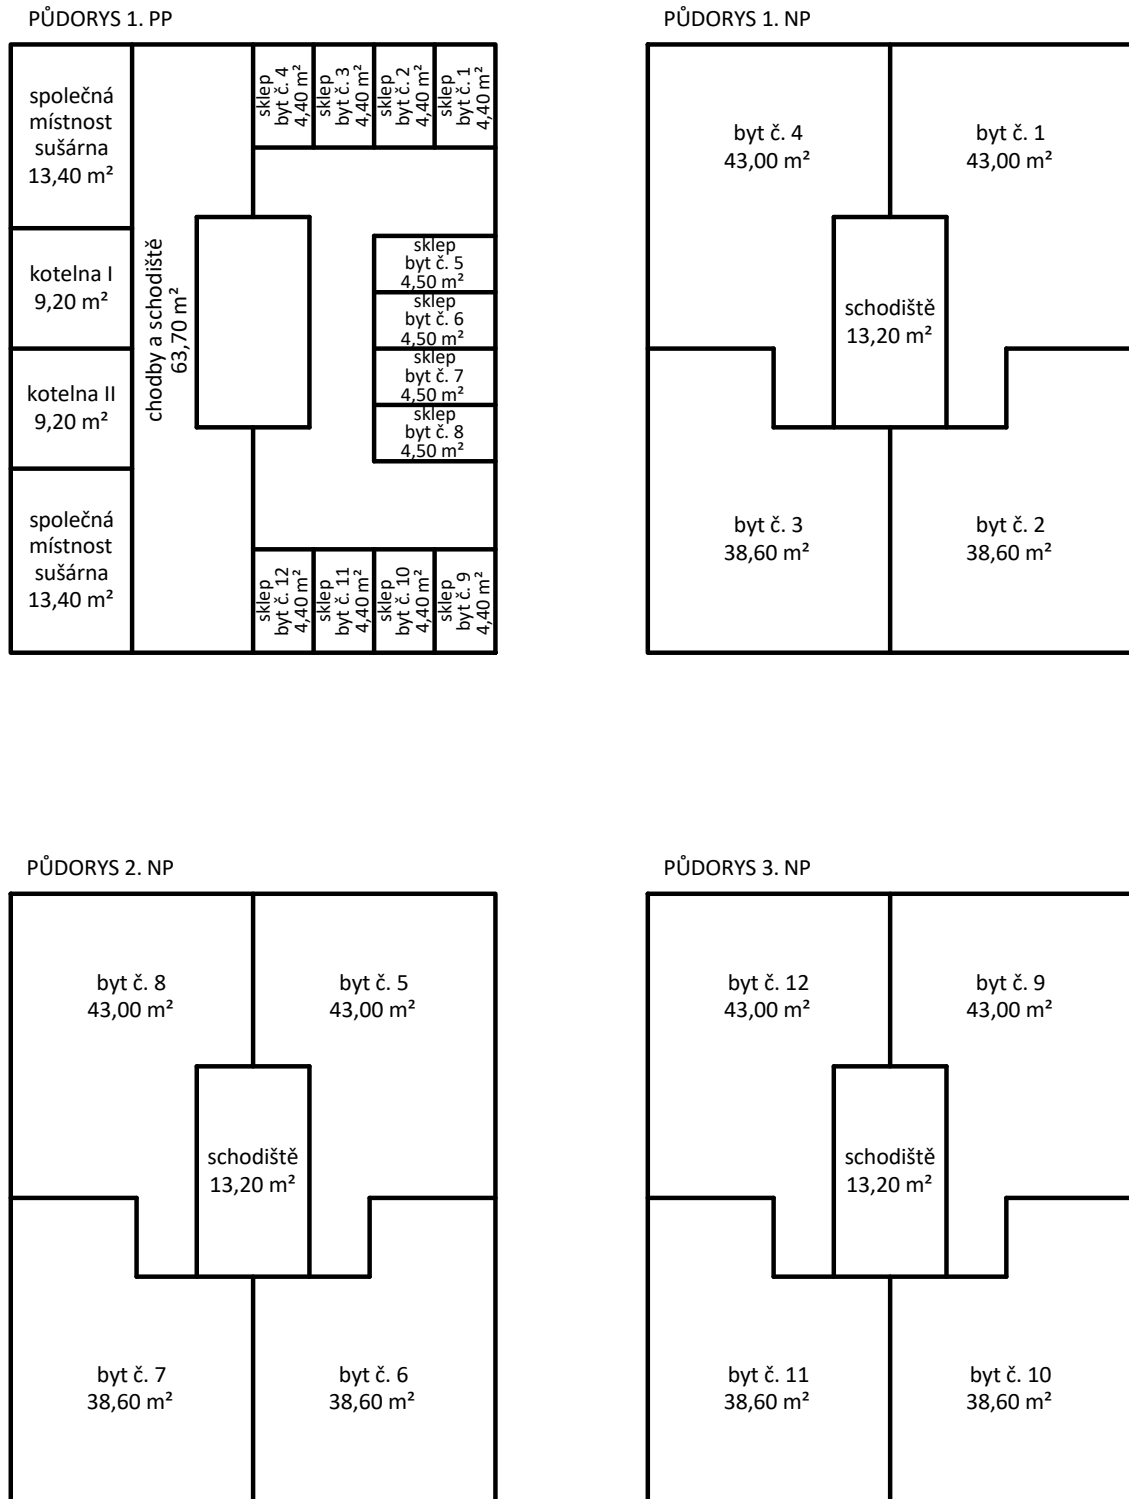 PŮDORYS 1. PP
společná
místnost
sušárna
13,40 m²
kotelna I
9,20 m²
kotelna II
9,20 m²
společná
místnost
sušárna
13,40 m²
chodby a schodiště
63,70 m²
sklep
byt č. 4
4,40 m²
sklep
byt č. 3
4,40 m²
sklep
byt č. 2
4,40 m²
sklep
byt č. 1
4,40 m²
sklep
byt č. 5
4,50 m²
sklep
byt č. 6
4,50 m²
sklep
byt č. 7
4,50 m²
sklep
byt č. 8
4,50 m²
sklep
byt č. 12
4,40 m²
sklep
byt č. 11
4,40 m²
sklep
byt č. 10
4,40 m²
sklep
byt č. 9
4,40 m²
PŮDORYS 1. NP
byt č. 4
43,00 m²
byt č. 1
43,00 m²
schodiště
13,20 m²
byt č. 3
38,60 m²
byt č. 2
38,60 m²
PŮDORYS 2. NP
byt č. 8
43,00 m²
byt č. 5
43,00 m²
schodiště
13,20 m²
byt č. 7
38,60 m²
byt č. 6
38,60 m²
PŮDORYS 3. NP
byt č. 12
43,00 m²
byt č. 9
43,00 m²
schodiště
13,20 m²
byt č. 11
38,60 m²
byt č. 10
38,60 m²